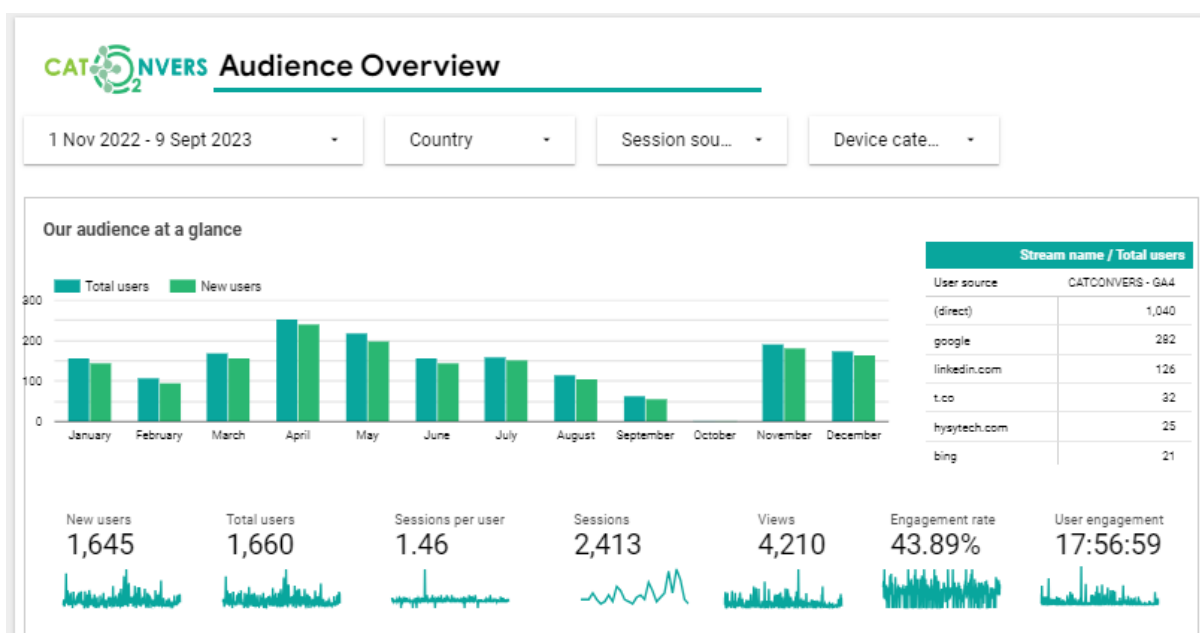 CATCO2NVERS Audience Overview
1 Nov 2022 - 9 Sept 2023
Country
Session sou...
Device cate...
Our audience at a glance
Total users
New users
300
200
100
0
January February March April May June July August September October November December
Stream name / Total users
User source CATCONVERS - GA4
(direct) 1,040
google 282
linkedin.com 126
t.co 32
hysytech.com 25
bing 21
New users Total users Sessions per user Sessions Views Engagement rate User engagement
1,645 1,660 1.46 2,413 4,210 43.89% 17:56:59